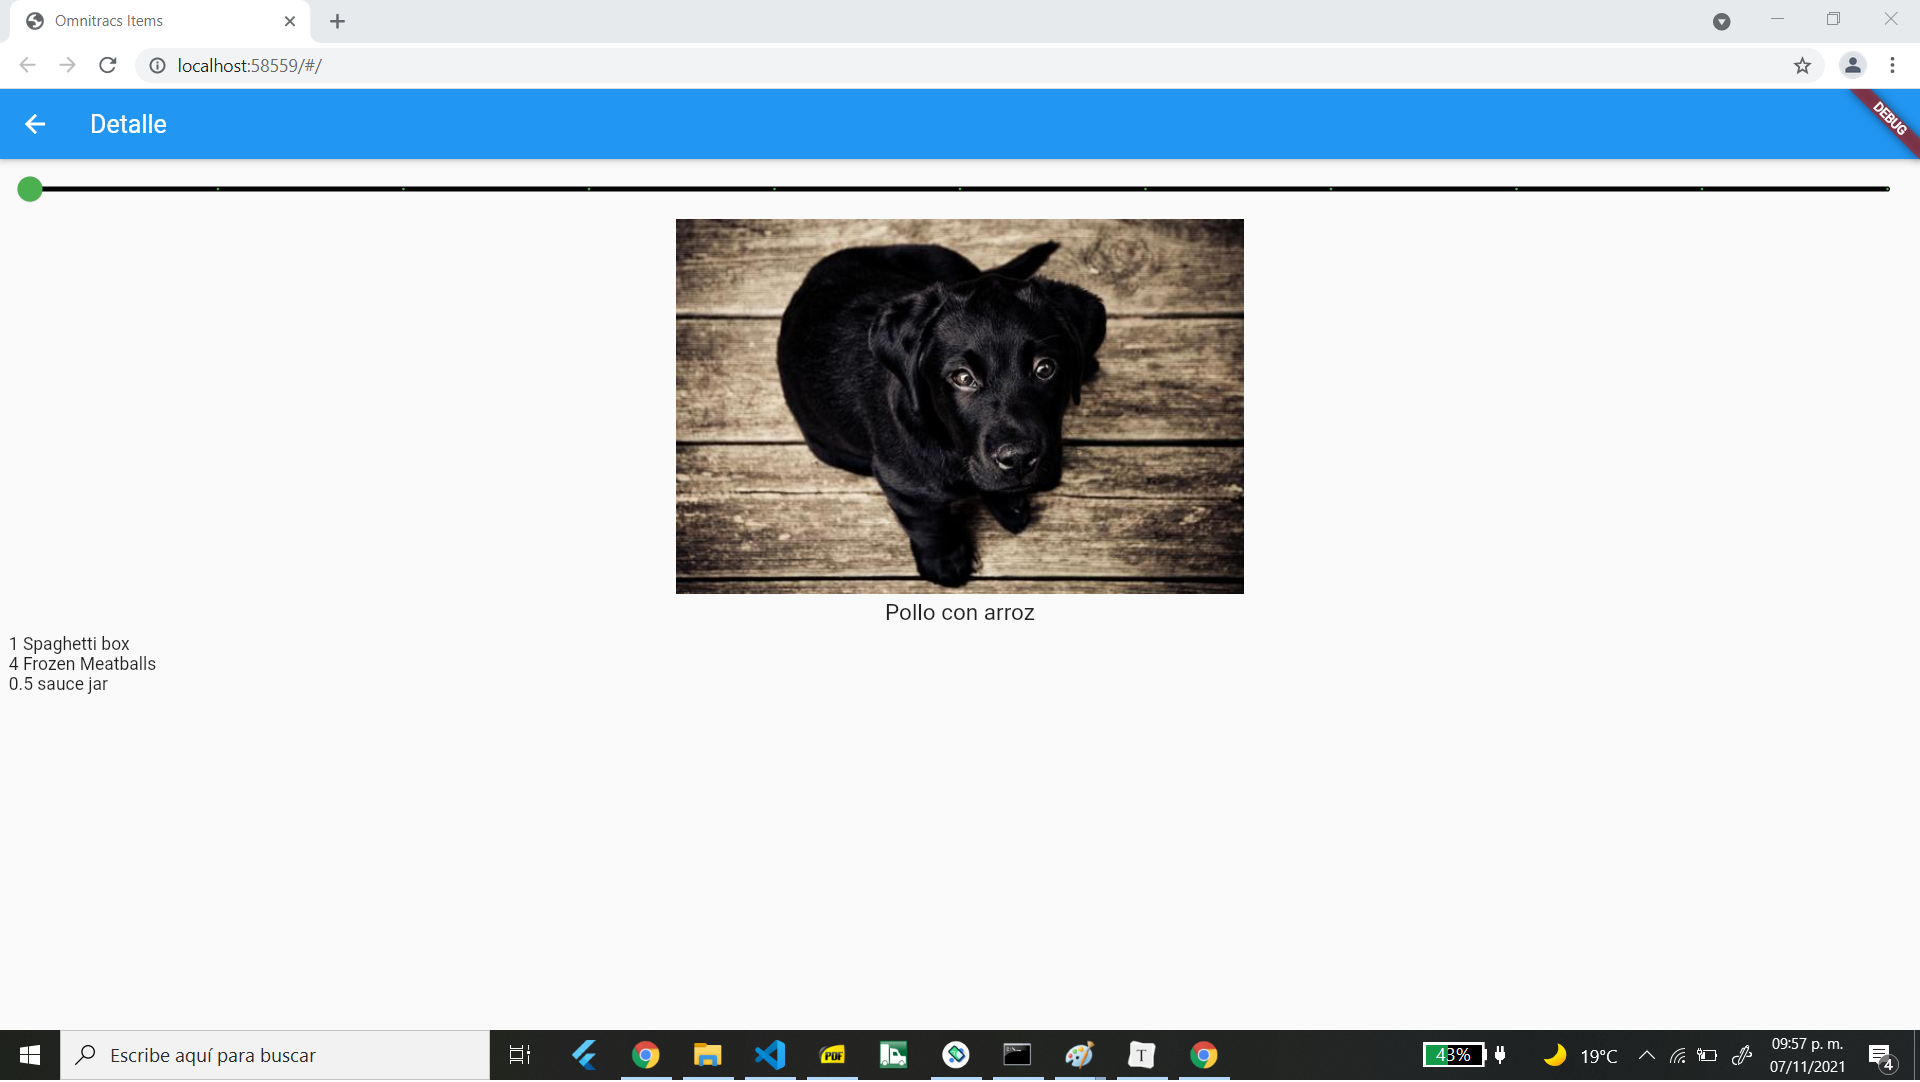 Omnitracs Items
localhost:58559/#/
Detalle
DEBUG
Pollo con arroz
1 Spaghetti box
4 Frozen Meatballs
0.5 sauce jar
Escribe aquí para buscar
PDF
T
43%
19°C
09:57 p. m.
07/11/2021
4